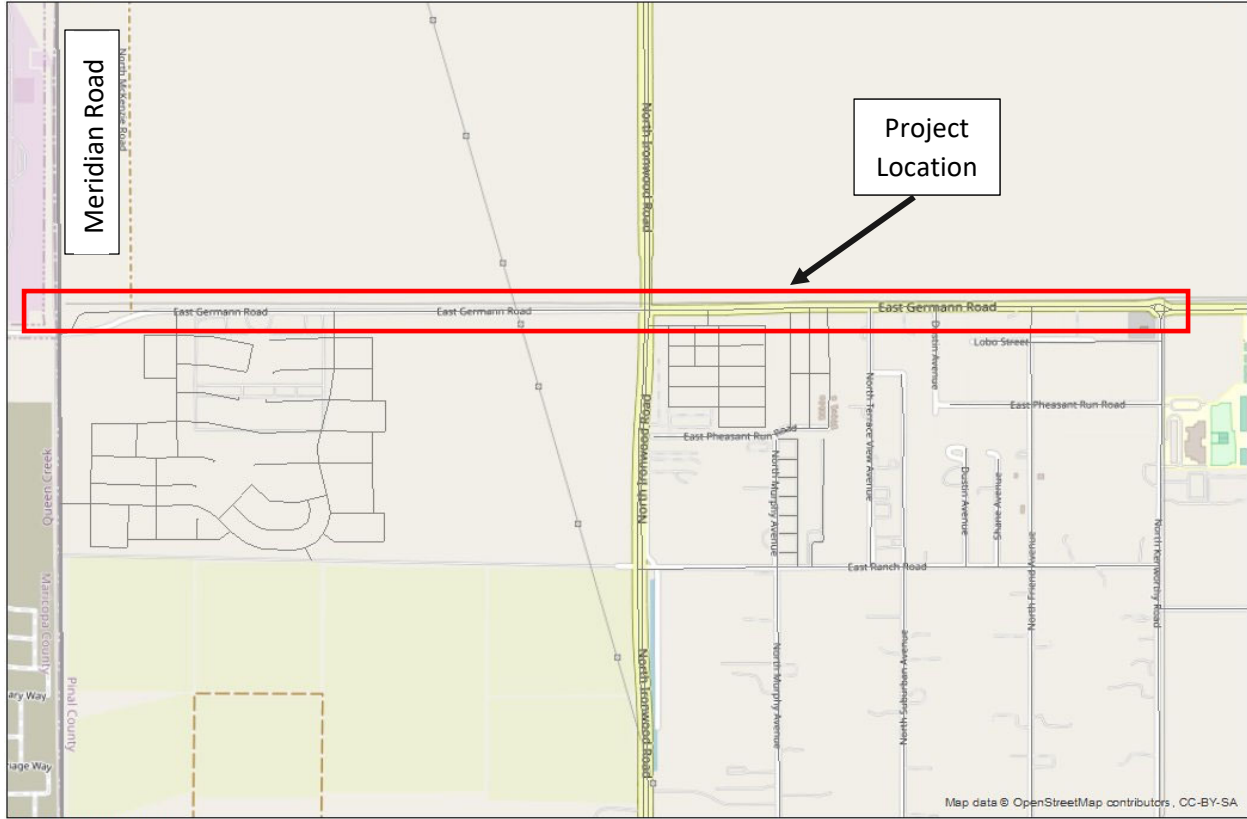 Meridian Road
North McKenzie Road
North Ironwood Road
Project
Location
East Germann Road
East Germann Road
East Germann Road
Dustin Avenue
Lobo Street
North Terrace View Avenue
East Pheasant Run Road
North Ironwood Road
East Pheasant Run Road
Queen Creek
North Murphy Avenue
Dustin Avenue
Shane Avenue
East Ranch Road
North Friend Avenue
North Kenworthy Road
Maricopa County
Pinal County
North Ironwood Road
North Murphy Avenue
North Suburban Avenue
ary Way
iage Way
Map data © OpenStreetMap contributors, CC-BY-SA